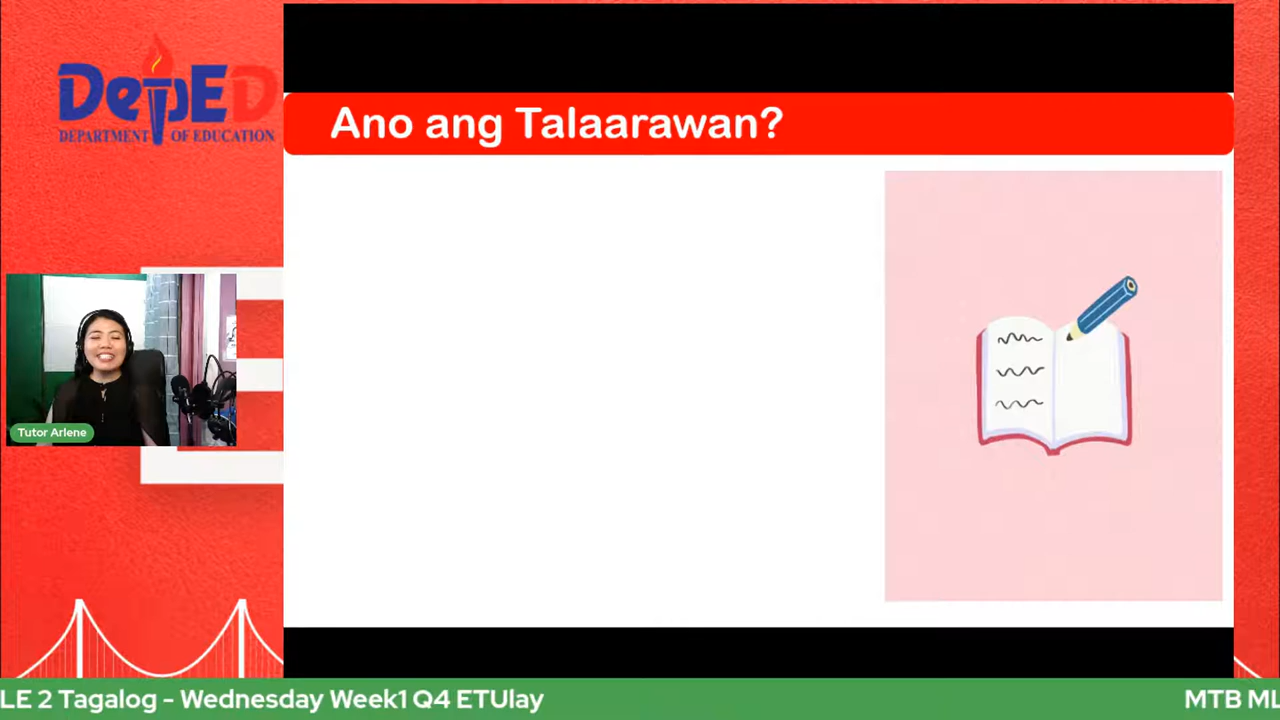 DepED
DEPARTMENT OF EDUCATION
Ano ang Talaarawan?
Tutor Arlene
LE 2 Tagalog - Wednesday Week1 Q4 ETUlay
MTB ML